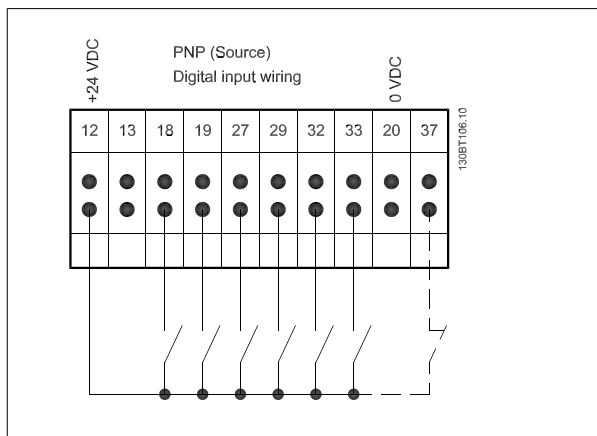 PNP (Source)
Digital input wiring
+24 VDC
0 VDC
12 13 18 19 27 29 32 33 20 37
130BT106.10